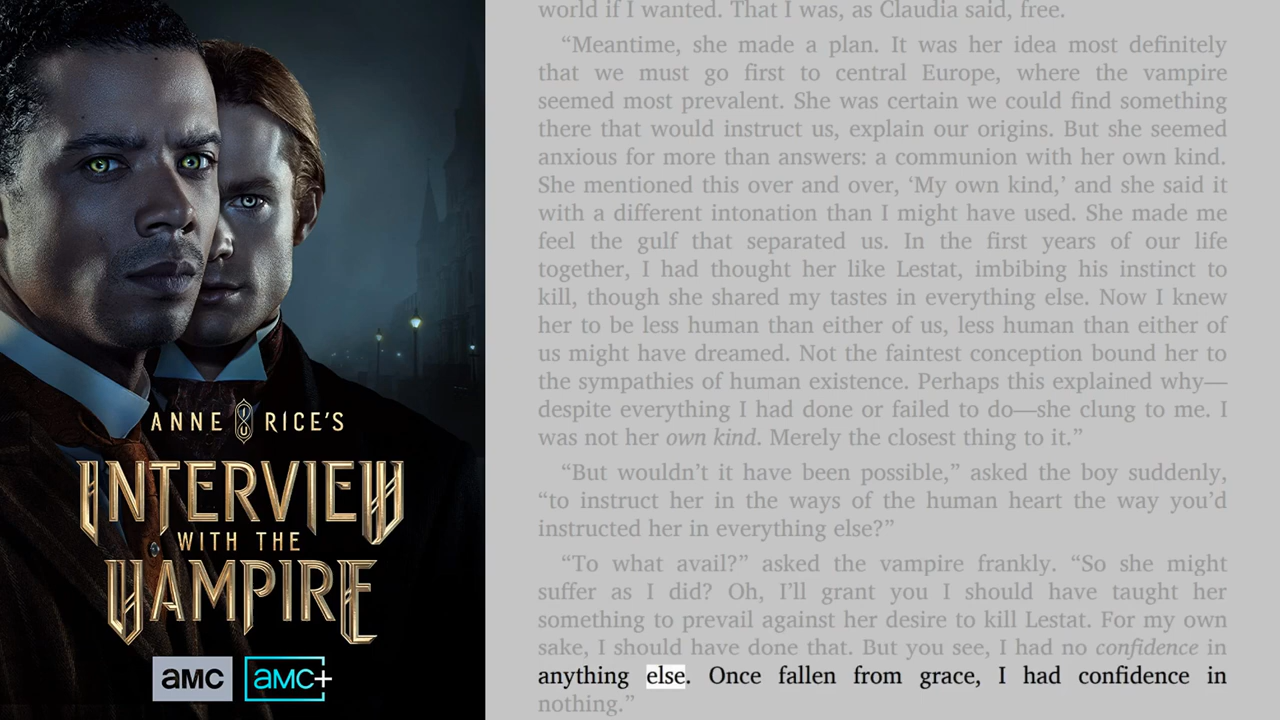 ANNE RICE'S
INTERVIEW
WITH THE
VAMPIRE
amc
amc+
world if I wanted. That I was, as Claudia said, free.
“Meantime, she made a plan. It was her idea most definitely
that we must go first to central Europe, where the vampire
seemed most prevalent. She was certain we could find something
there that would instruct us, explain our origins. But she seemed
anxious for more than answers: a communion with her own kind.
She mentioned this over and over, ‘My own kind,’ and she said it
with a different intonation than I might have used. She made me
feel the gulf that separated us. In the first years of our life
together, I had thought her like Lestat, imbibing his instinct to
kill, though she shared my tastes in everything else. Now I knew
her to be less human than either of us, less human than either of
us might have dreamed. Not the faintest conception bound her to
the sympathies of human existence. Perhaps this explained why—
despite everything I had done or failed to do—she clung to me. I
was not her own kind. Merely the closest thing to it.”
“But wouldn’t it have been possible,” asked the boy suddenly,
“to instruct her in the ways of the human heart the way you’d
instructed her in everything else?”
“To what avail?” asked the vampire frankly. “So she might
suffer as I did? Oh, I’ll grant you I should have taught her
something to prevail against her desire to kill Lestat. For my own
sake, I should have done that. But you see, I had no confidence in
anything else. Once fallen from grace, I had confidence in
nothing.”